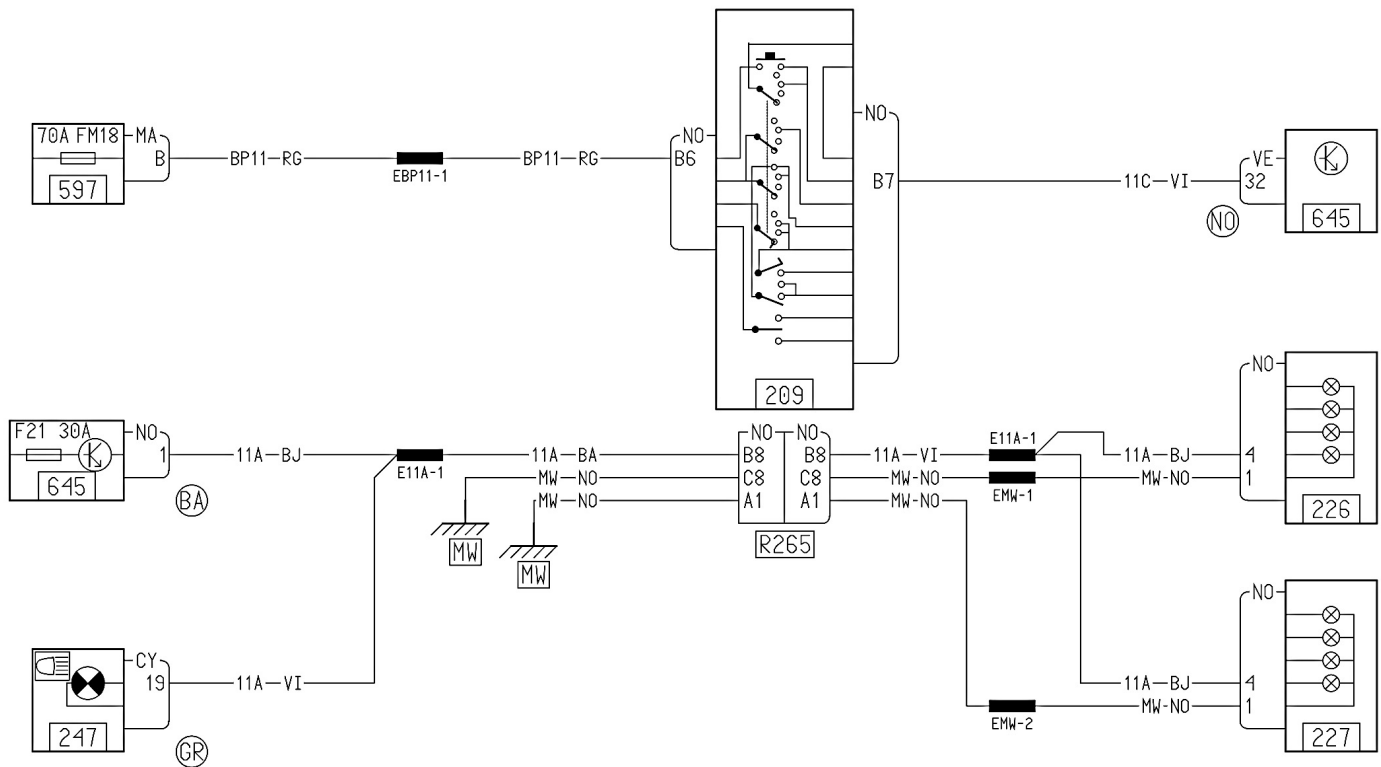 70A FM18
MA
B
597
BP11
RG
EBP11-1
BP11
RG
NO
B6
209
NO
B7
11C
VI
NO
VE
32
645
F21 30A
NO
1
645
BA
11A
BJ
E11A-1
11A
BA
MW
NO
MW
NO
MW
MW
NO
NO
B8
B8
C8
C8
A1
A1
R265
11A
VI
MW-NO
MW-NO
E11A-1
EMW-1
11A
BJ
MW-NO
NO
4
1
226
247
CY
19
GR
11A
VI
EMW-2
11A
BJ
MW-NO
NO
4
1
227